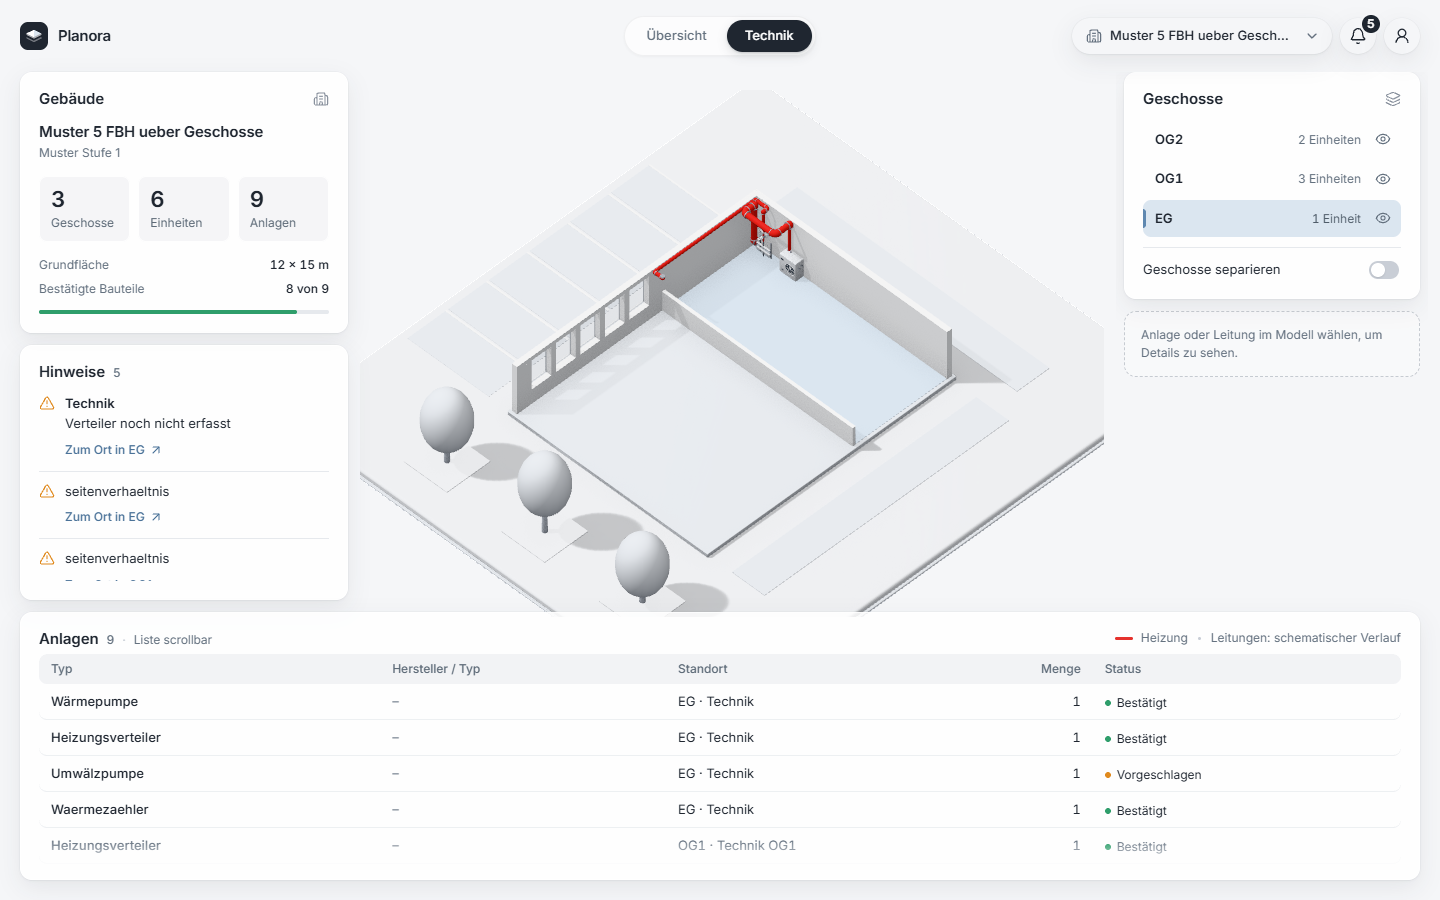 Planora
Übersicht
Technik
Muster 5 FBH ueber Gesch...
5
Gebäude
Muster 5 FBH ueber Geschosse
Muster Stufe 1
3
Geschosse
6
Einheiten
9
Anlagen
Grundfläche 12 × 15 m
Bestätigte Bauteile 8 von 9
Hinweise 5
Technik
Verteiler noch nicht erfasst
Zum Ort in EG
seitenverhaeltnis
Zum Ort in EG
seitenverhaeltnis
Geschosse
OG2 2 Einheiten
OG1 3 Einheiten
EG 1 Einheit
Geschosse separieren
Anlage oder Leitung im Modell wählen, um
Details zu sehen.
Anlagen 9 · Liste scrollbar
Heizung • Leitungen: schematischer Verlauf
Typ Hersteller / Typ Standort Menge Status
Wärmepumpe – EG · Technik 1 Bestätigt
Heizungsverteiler – EG · Technik 1 Bestätigt
Umwälzpumpe – EG · Technik 1 Vorgeschlagen
Waermezaehler – EG · Technik 1 Bestätigt
Heizungsverteiler – OG1 · Technik OG1 1 Bestätigt